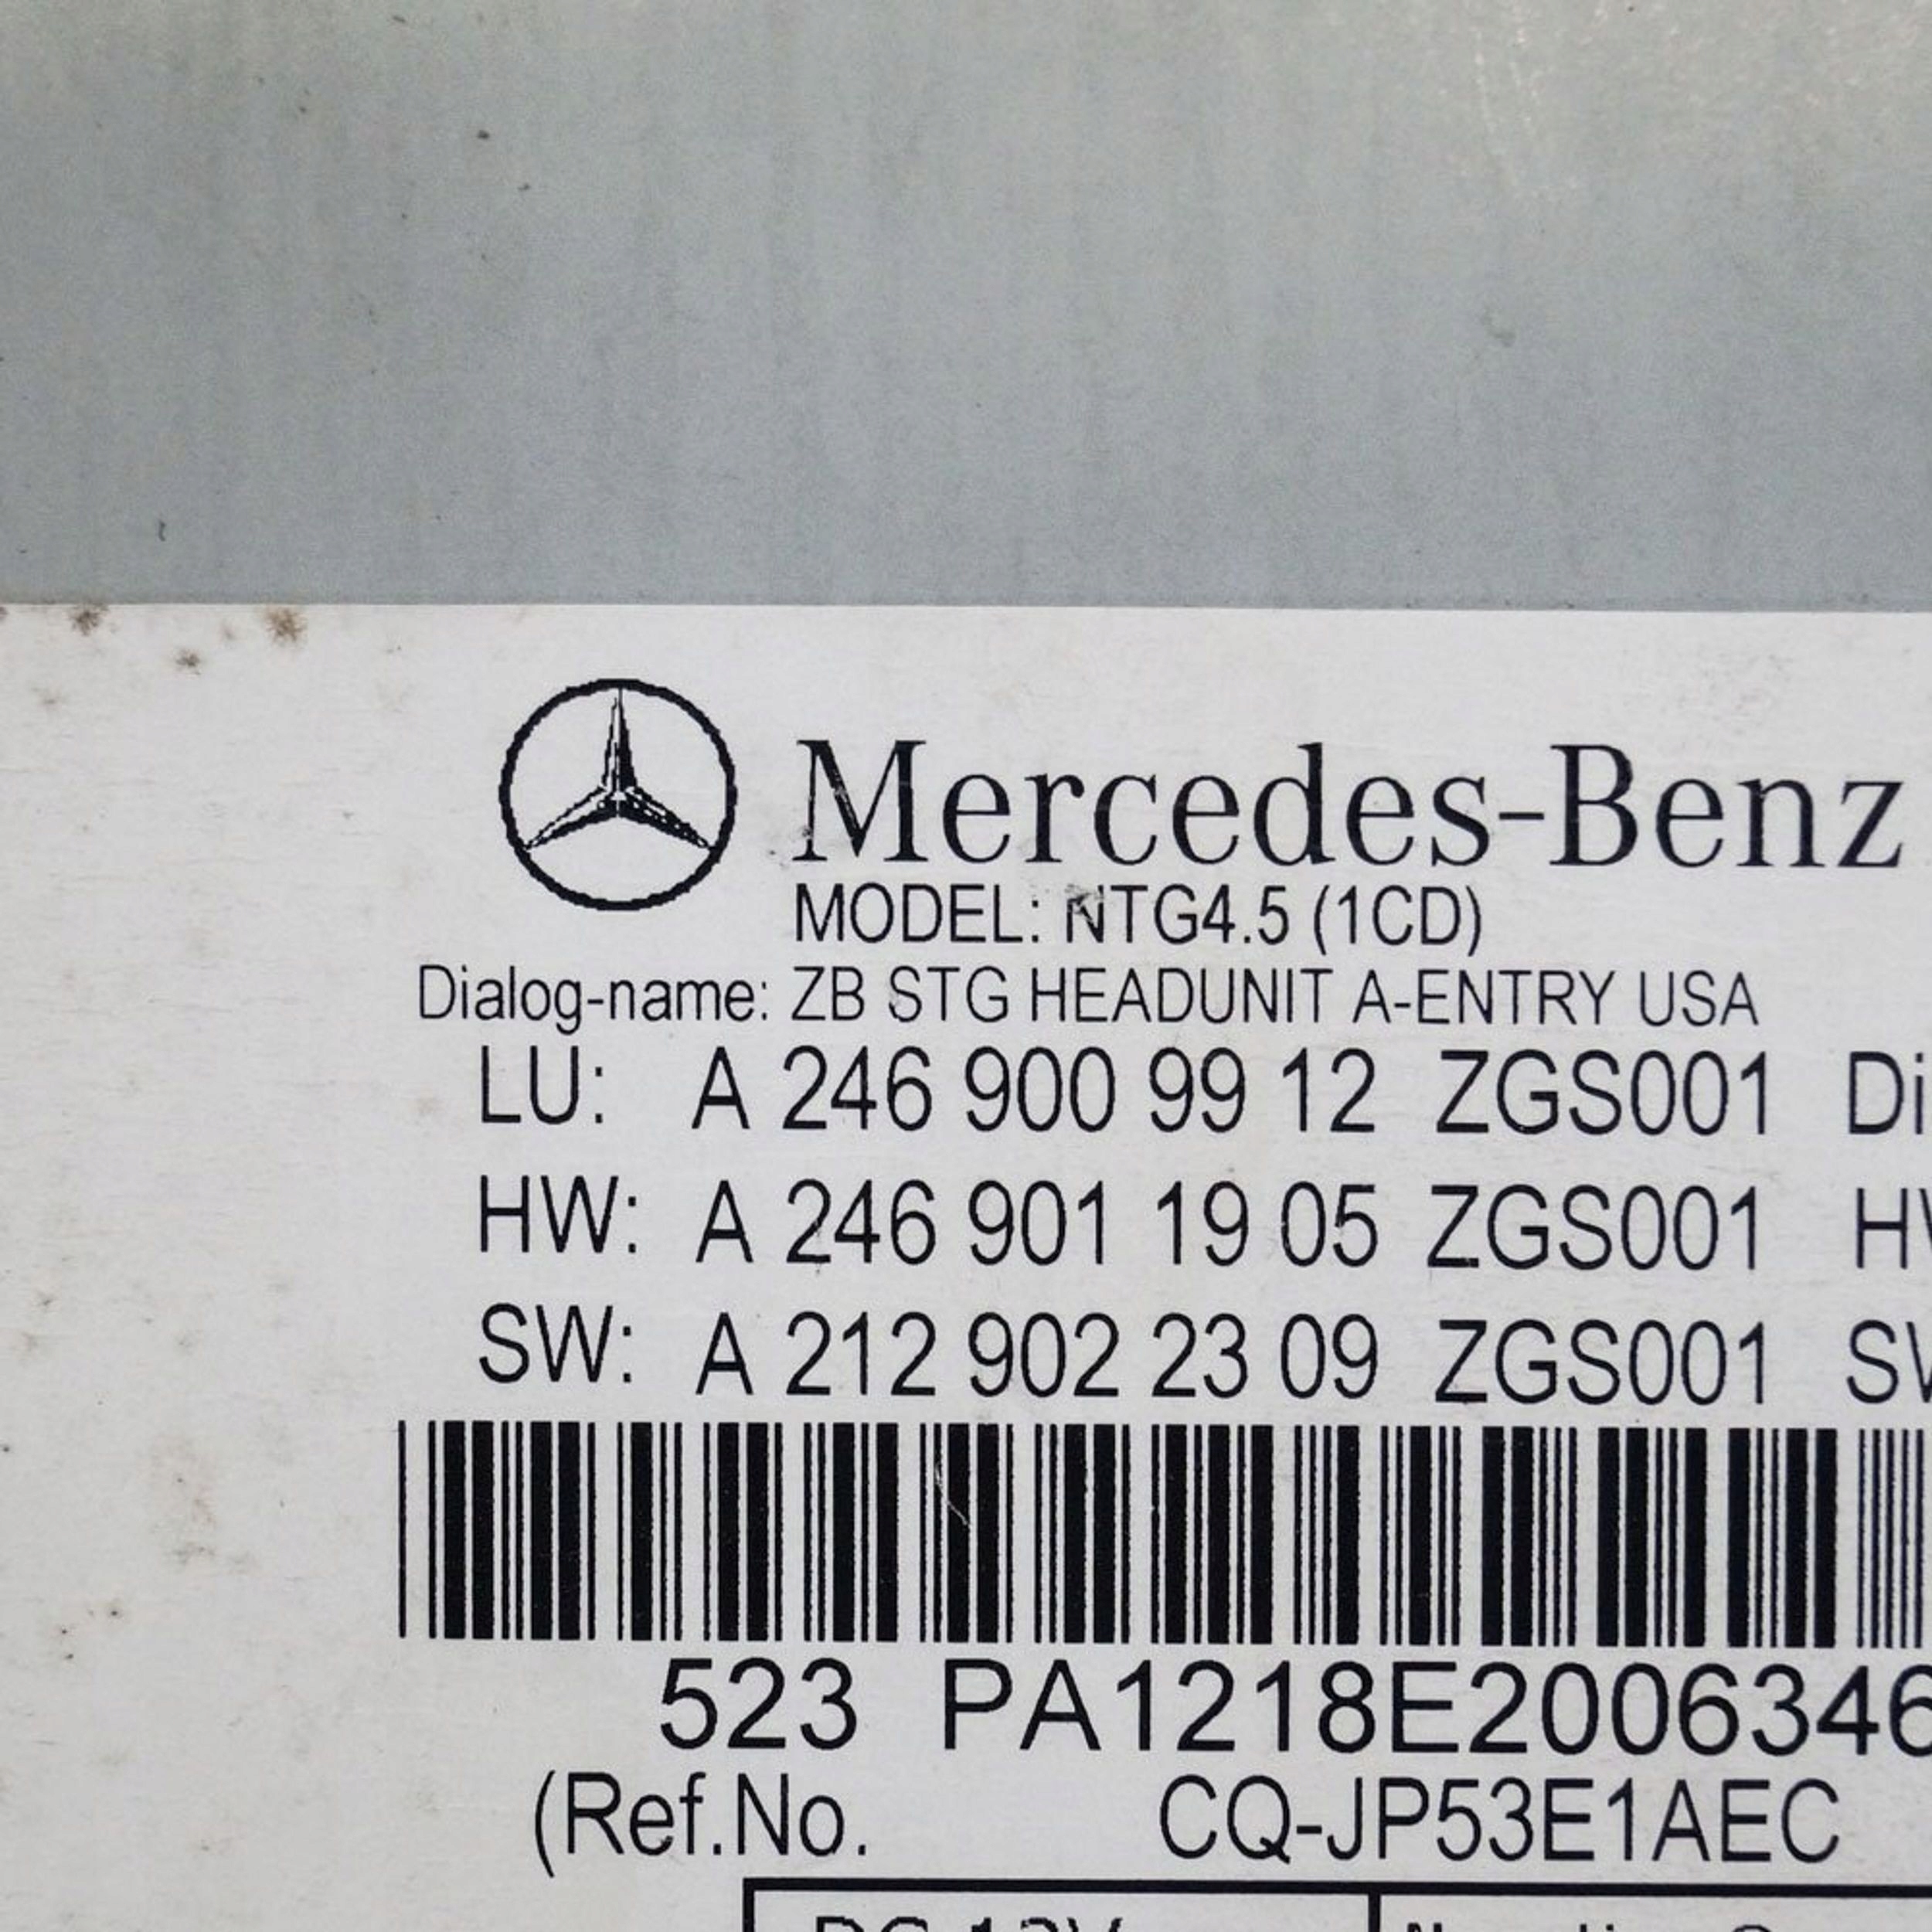 Mercedes-Benz
MODEL: NTG4.5 (1CD)
Dialog-name: ZB STG HEADUNIT A-ENTRY USA
LU: A 246 900 99 12 ZGS001 Di
HW: A 246 901 19 05 ZGS001
SW: A 212 902 23 09 ZGS001
523 PA1218E2006346
(Ref.No. CQ-JP53E1AEC